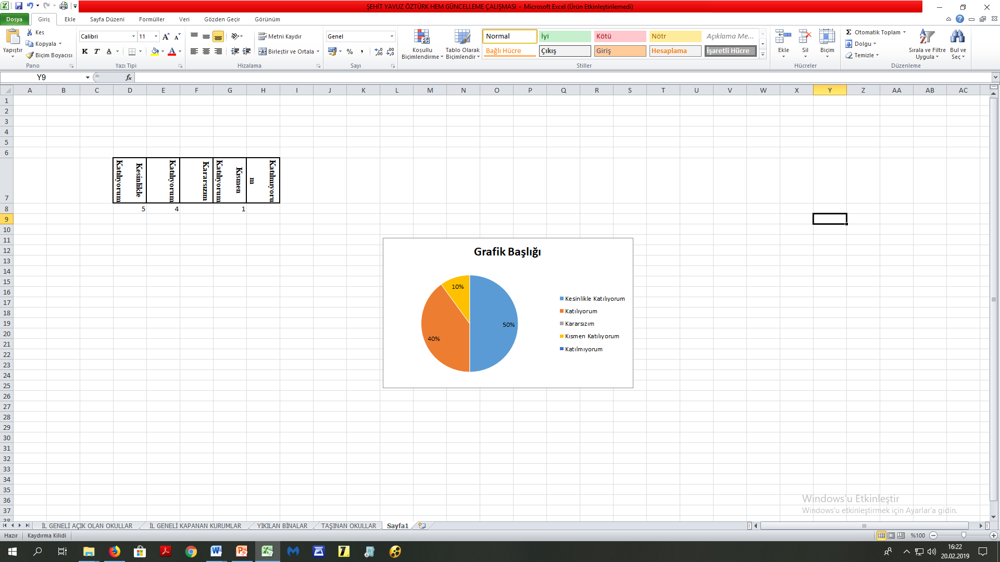 ŞEHİT YAVUZ ÖZTÜRK HEM GÜNCELLEME ÇALIŞMASI - Microsoft Excel (Ürün Etkinleştirilemedi)
Dosya Giriş Ekle Sayfa Düzeni Formüller Veri Gözden Geçir Görünüm
Yapıştır
Kes
Kopyala
Biçim Boyacısı
Pano
Calibri 11
K T A
Yazı Tipi
Metni Kaydır
Birleştir ve Ortala
Hizalama
Genel
%
Sayı
Koşullu Biçimlendirme
Tablo Olarak Biçimlendir
Normal İyi Kötü Nötr Açıklama Me...
Bağlı Hücre Çıkış Giriş Hesaplama İşaretli Hücre
Stiller
Ekle Sil Biçim
Hücreler
Σ Otomatik Toplam
Dolgu
Temizle
Sırala ve Filtre Uygula
Bul ve Seç
Düzenleme
Y9 fx
A B C D E F G H I J K L M N O P Q R S T U V W X Y Z AA AB AC
1
2
3
4
5
6
7 Kesinlikle Katılıyorum Katılıyorum Kararsızım Kısmen Katılıyorum Katılmıyoru m
8 5 4 1
9
10
11
12
13
14
15
16
17
18
19
20
21
22
23
24
25
26
27
28
29
30
31
32
33
34
35
36
37
38
Grafik Başlığı
10%
50%
40%
Kesinlikle Katılıyorum
Katılıyorum
Kararsızım
Kısmen Katılıyorum
Katılmıyorum
Windows'u Etkinleştir
Windows'u etkinleştirmek için Ayarlar'a gidin.
İL GENELİ AÇIK OLAN OKULLAR İL GENELİ KAPANAN KURUMLAR YIKILAN BİNALAR TAŞINAN OKULLAR Sayfa1
Hazır Kaydırma Kilidi %100
16:22
20.02.2019